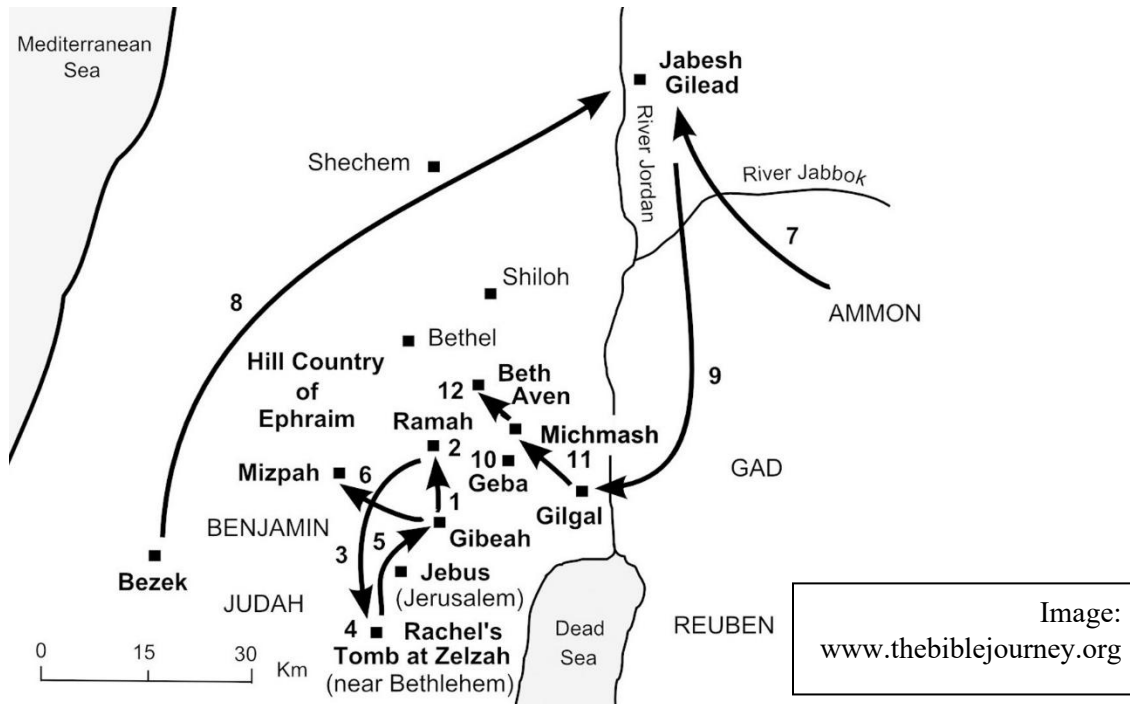 Mediterranean
Sea
Jabesh
Gilead
River Jordan
Shechem
River Jabbok
7
8
Shiloh
AMMON
Bethel
Hill Country
of
Ephraim
9
Beth
Aven
12
Ramah
2
Michmash
10
Geba
11
GAD
Mizpah
6
1
Gilgal
BENJAMIN
Gibeah
3
5
Bezek
Jebus
(Jerusalem)
JUDAH
4
Rachel's
Tomb at Zelzah
(near Bethlehem)
Dead
Sea
REUBEN
0 15 30
Km
Image:
www.thebiblejourney.org